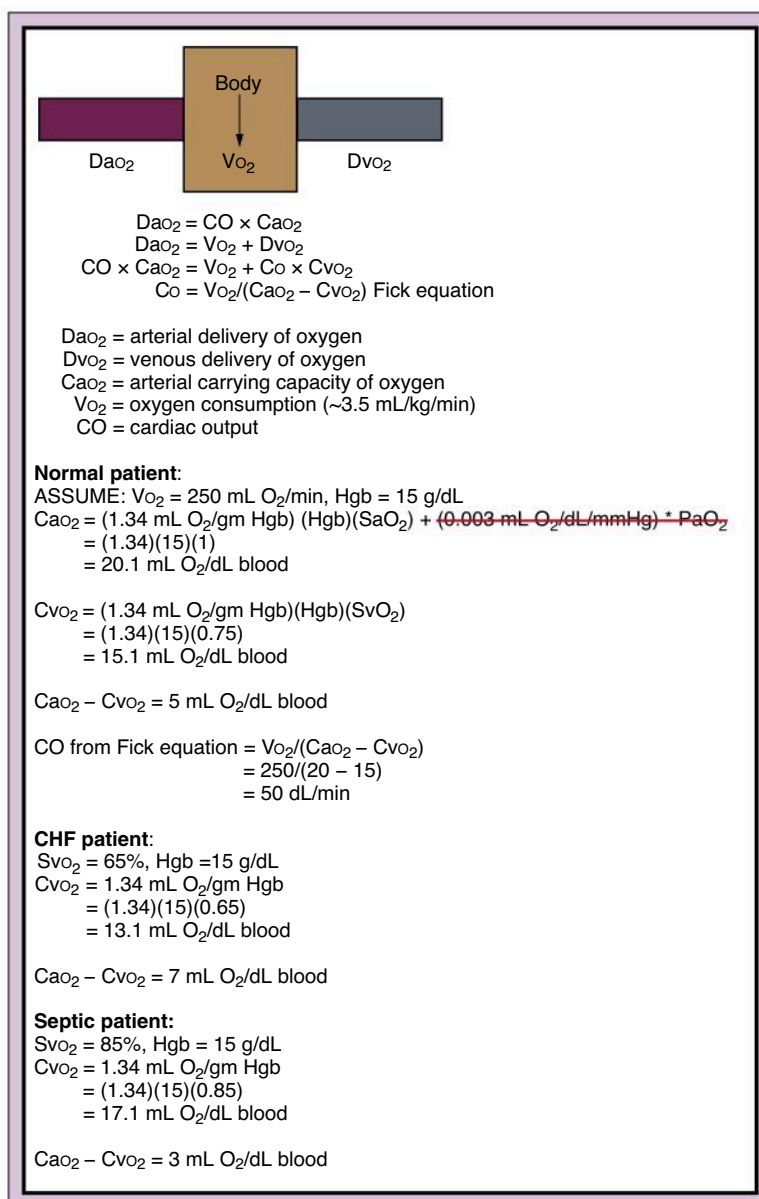 Body
DaO₂ VO₂ DvO₂
DaO₂ = CO × CaO₂
DaO₂ = VO₂ + DvO₂
CO × CaO₂ = VO₂ + Co × CvO₂
Co = VO₂/(CaO₂ – CvO₂) Fick equation
DaO₂ = arterial delivery of oxygen
DvO₂ = venous delivery of oxygen
CaO₂ = arterial carrying capacity of oxygen
VO₂ = oxygen consumption (~3.5 mL/kg/min)
CO = cardiac output
Normal patient:
ASSUME: VO₂ = 250 mL O₂/min, Hgb = 15 g/dL
CaO₂ = (1.34 mL O₂/gm Hgb) (Hgb)(SaO₂) + (0.003 mL O₂/dL/mmHg) * PaO₂
= (1.34)(15)(1)
= 20.1 mL O₂/dL blood
CvO₂ = (1.34 mL O₂/gm Hgb)(Hgb)(SvO₂)
= (1.34)(15)(0.75)
= 15.1 mL O₂/dL blood
CaO₂ – CvO₂ = 5 mL O₂/dL blood
CO from Fick equation = VO₂/(CaO₂ – CvO₂)
= 250/(20 – 15)
= 50 dL/min
CHF patient:
SvO₂ = 65%, Hgb =15 g/dL
CvO₂ = 1.34 mL O₂/gm Hgb
= (1.34)(15)(0.65)
= 13.1 mL O₂/dL blood
CaO₂ – CvO₂ = 7 mL O₂/dL blood
Septic patient:
SvO₂ = 85%, Hgb = 15 g/dL
CvO₂ = 1.34 mL O₂/gm Hgb
= (1.34)(15)(0.85)
= 17.1 mL O₂/dL blood
CaO₂ – CvO₂ = 3 mL O₂/dL blood